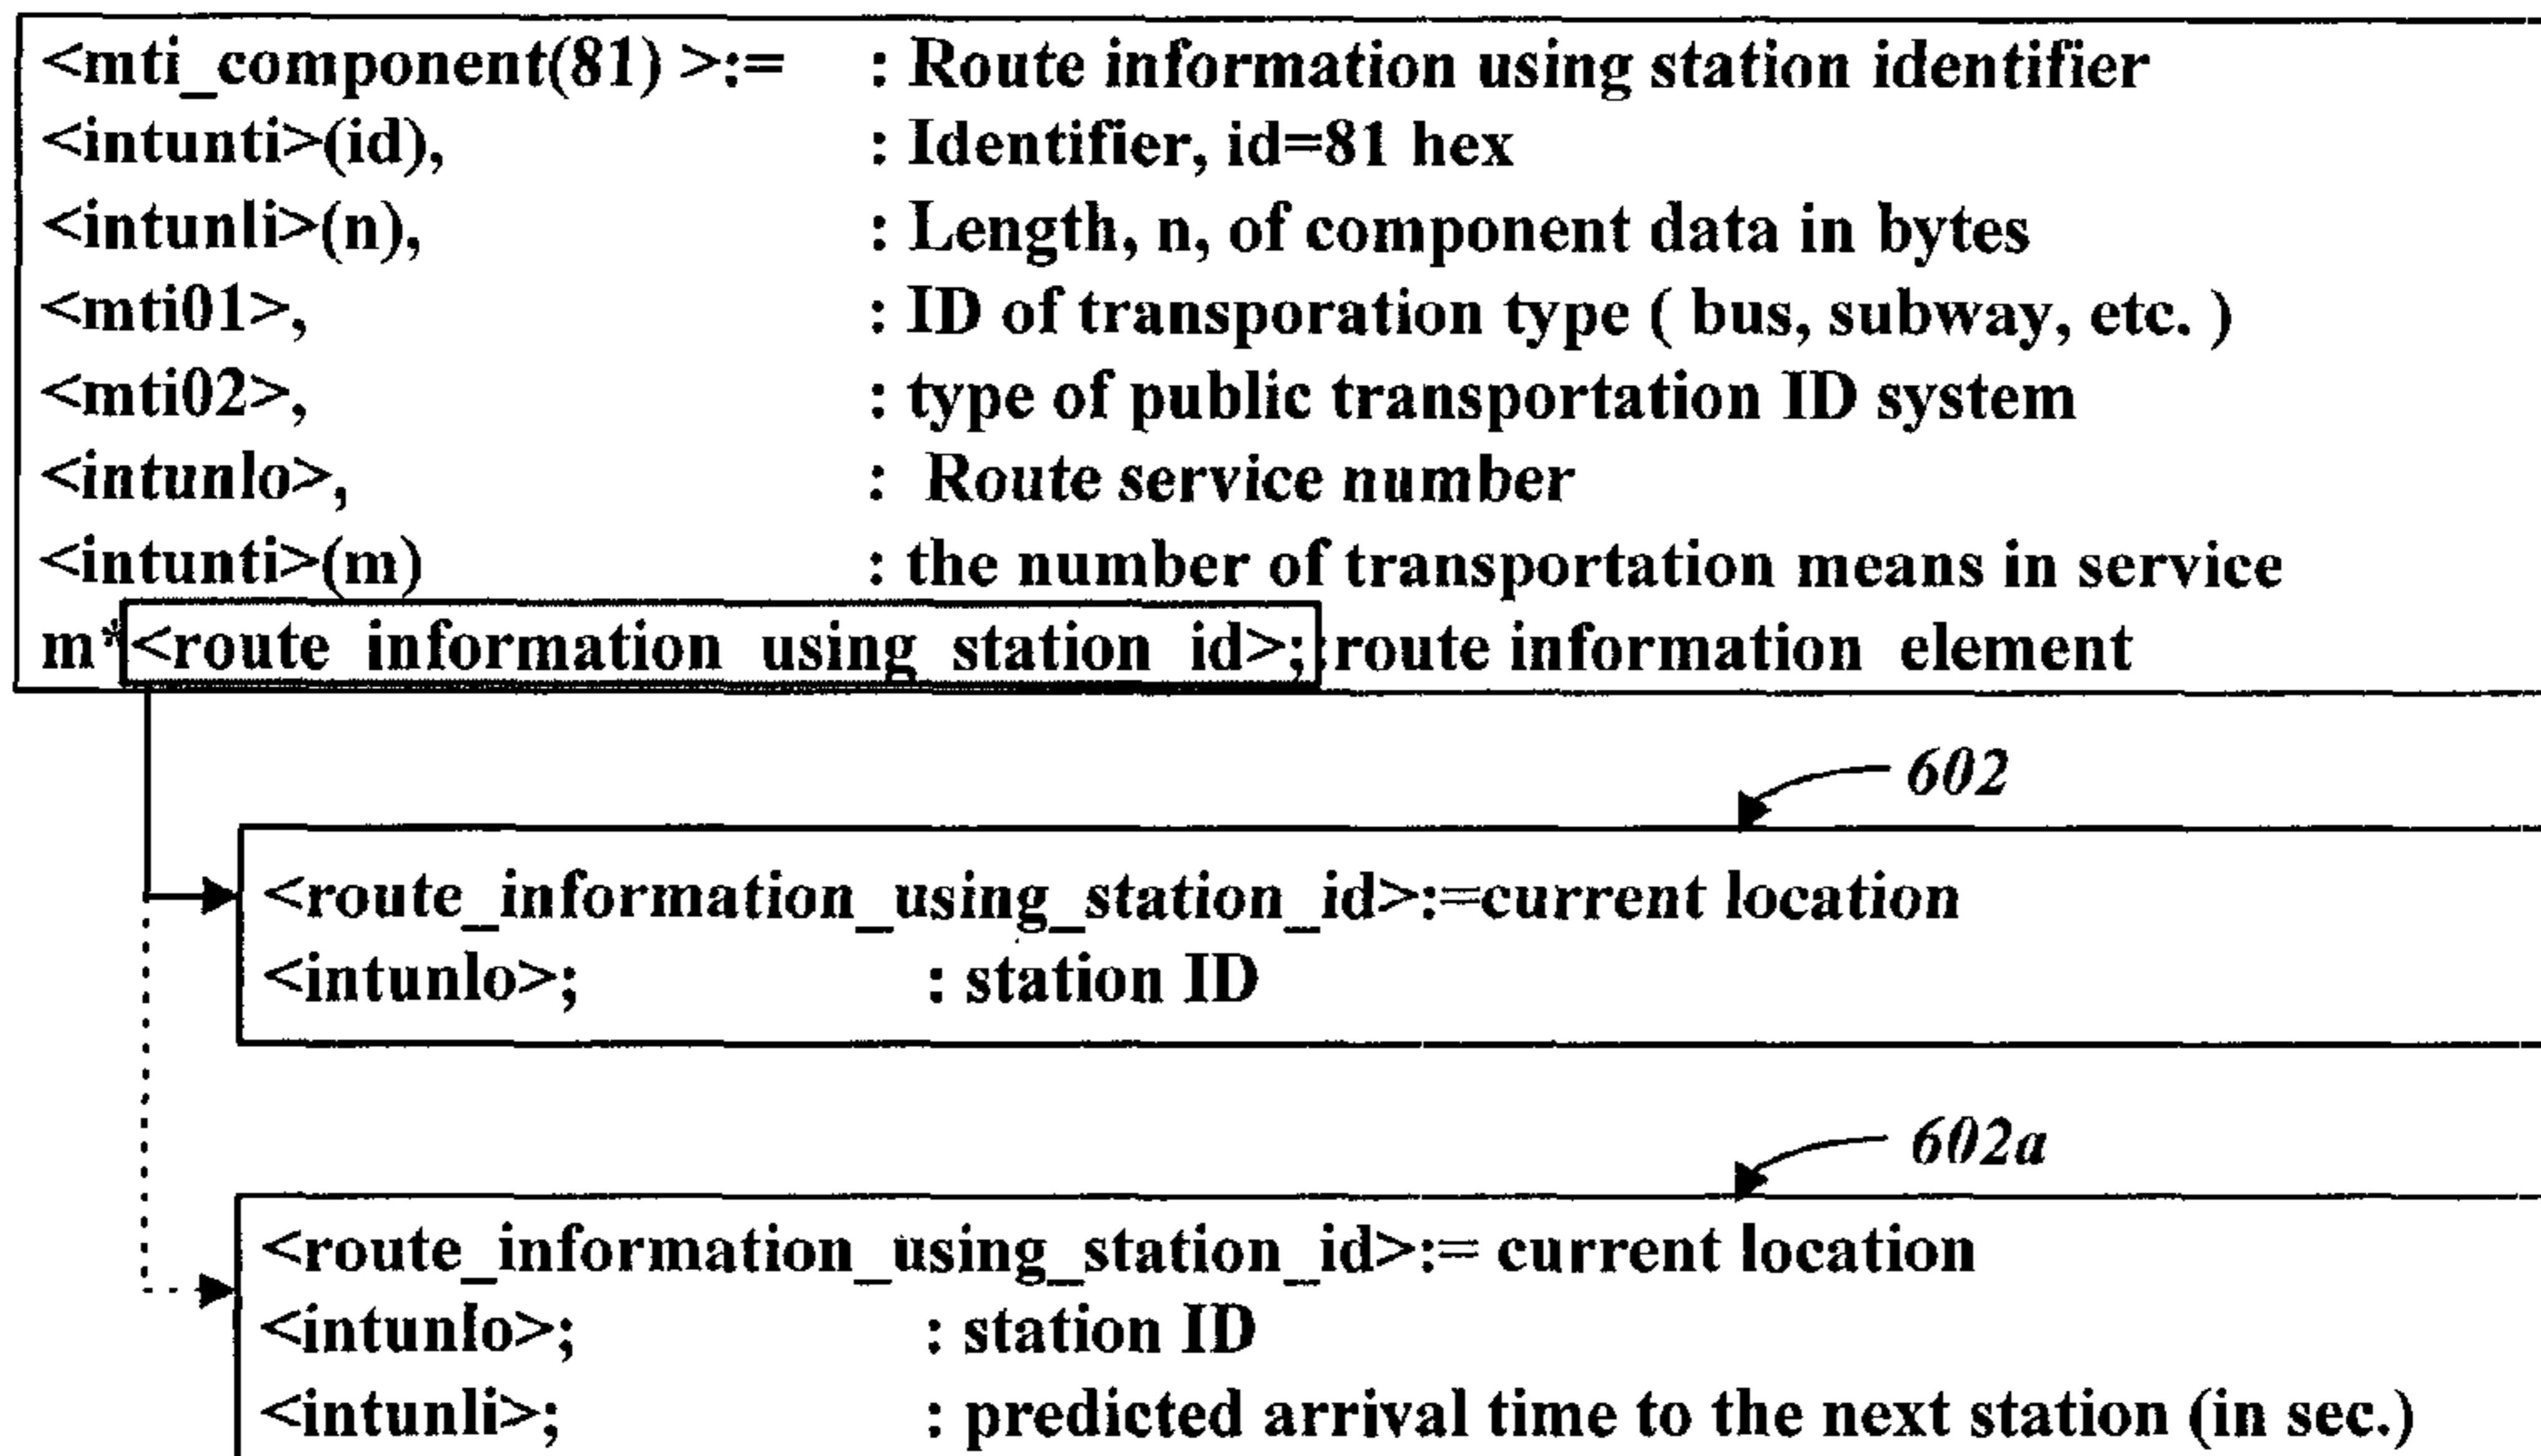 <mti_component(81) >:= : Route information using station identifier
<intunti>(id), : Identifier, id=81 hex
<intunli>(n), : Length, n, of component data in bytes
<mti01>, : ID of transporation type ( bus, subway, etc. )
<mti02>, : type of public transportation ID system
<intunlo>, : Route service number
<intunti>(m) : the number of transportation means in service
m*<route_information_using_station_id>;:route information element
602
<route_information_using_station_id>:=current location
<intunlo>; : station ID
602a
<route_information_using_station_id>:= current location
<intunlo>; : station ID
<intunli>; : predicted arrival time to the next station (in sec.)